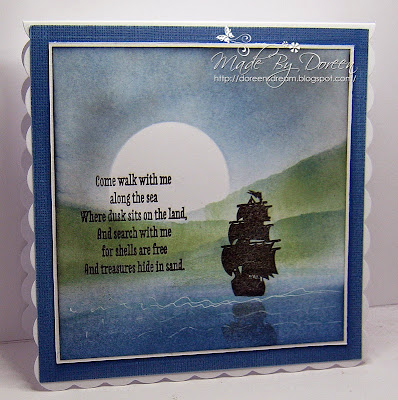 Made By Doreen
http://doreensdream.blogspot.com/
Come walk with me
along the sea
Where dusk sits on the land,
And search with me
for shells are free
And treasures hide in sand.